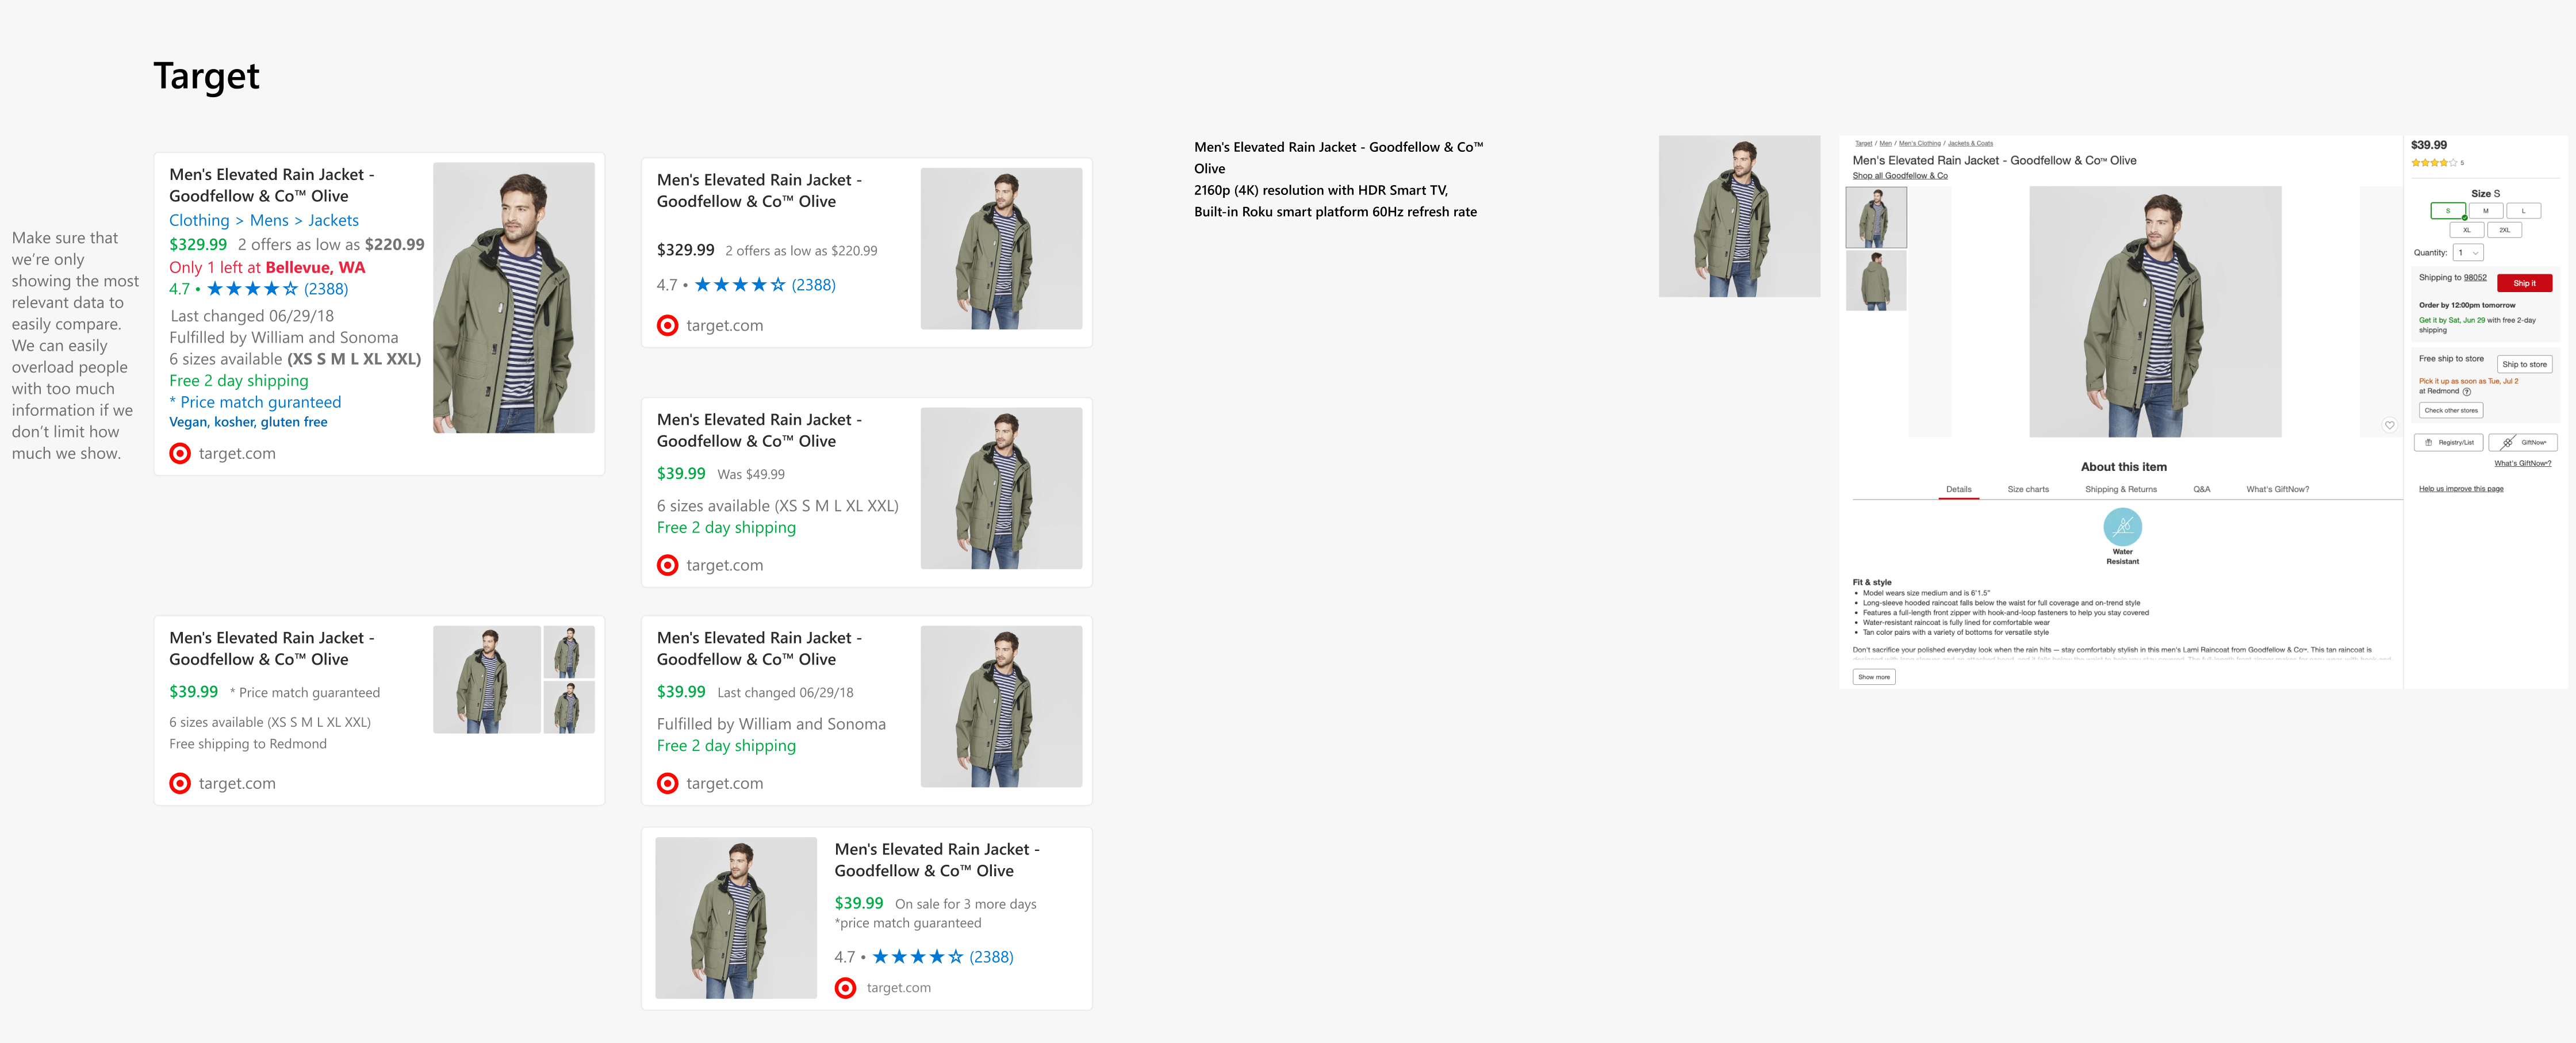 Target
Make sure that
we're only
showing the most
relevant data to
easily compare.
We can easily
overload people
with too much
information if we
don't limit how
much we show.
Men's Elevated Rain Jacket -
Goodfellow & Co™ Olive
Clothing > Mens > Jackets
$329.99 2 offers as low as $220.99
Only 1 left at Bellevue, WA
4.7 • ★★★★☆ (2388)
Last changed 06/29/18
Fulfilled by William and Sonoma
6 sizes available (XS S M L XL XXL)
Free 2 day shipping
* Price match guranteed
Vegan, kosher, gluten free
target.com
Men's Elevated Rain Jacket -
Goodfellow & Co™ Olive
$39.99 * Price match guaranteed
6 sizes available (XS S M L XL XXL)
Free shipping to Redmond
target.com
Men's Elevated Rain Jacket -
Goodfellow & Co™ Olive
$329.99 2 offers as low as $220.99
4.7 • ★★★★☆ (2388)
target.com
Men's Elevated Rain Jacket -
Goodfellow & Co™ Olive
$39.99 Was $49.99
6 sizes available (XS S M L XL XXL)
Free 2 day shipping
target.com
Men's Elevated Rain Jacket -
Goodfellow & Co™ Olive
$39.99 Last changed 06/29/18
Fulfilled by William and Sonoma
Free 2 day shipping
target.com
Men's Elevated Rain Jacket -
Goodfellow & Co™ Olive
$39.99 On sale for 3 more days
*price match guaranteed
4.7 • ★★★★☆ (2388)
target.com
Men's Elevated Rain Jacket - Goodfellow & Co™
Olive
2160p (4K) resolution with HDR Smart TV,
Built-in Roku smart platform 60Hz refresh rate
Target / Men / Men's Clothing / Jackets & Coats
Men's Elevated Rain Jacket - Goodfellow & Co™ Olive
Shop all Goodfellow & Co
About this item
Details Size charts Shipping & Returns Q&A What's GiftNow?
Water
Resistant
Fit & style
• Model wears size medium and is 6'1.5"
• Long-sleeve hooded raincoat falls below the waist for full coverage and on-trend style
• Features a full-length front zipper with hook-and-loop fasteners to help you stay covered
• Water-resistant raincoat is fully lined for comfortable wear
• Tan color pairs with a variety of bottoms for versatile style
Don't sacrifice your polished everyday look when the rain hits — stay comfortably stylish in this men's Lami Raincoat from Goodfellow & Co™. This tan raincoat is
Show more
$39.99
★★★★☆ 5
Size S
S M L
XL 2XL
Quantity: 1
Shipping to 98052
Ship it
Order by 12:00pm tomorrow
Get it by Sat, Jun 29 with free 2-day
shipping
Free ship to store
Ship to store
Pick it up as soon as Tue, Jul 2
at Redmond ?
Check other stores
Registry/List GiftNow®
What's GiftNow®?
Help us improve this page